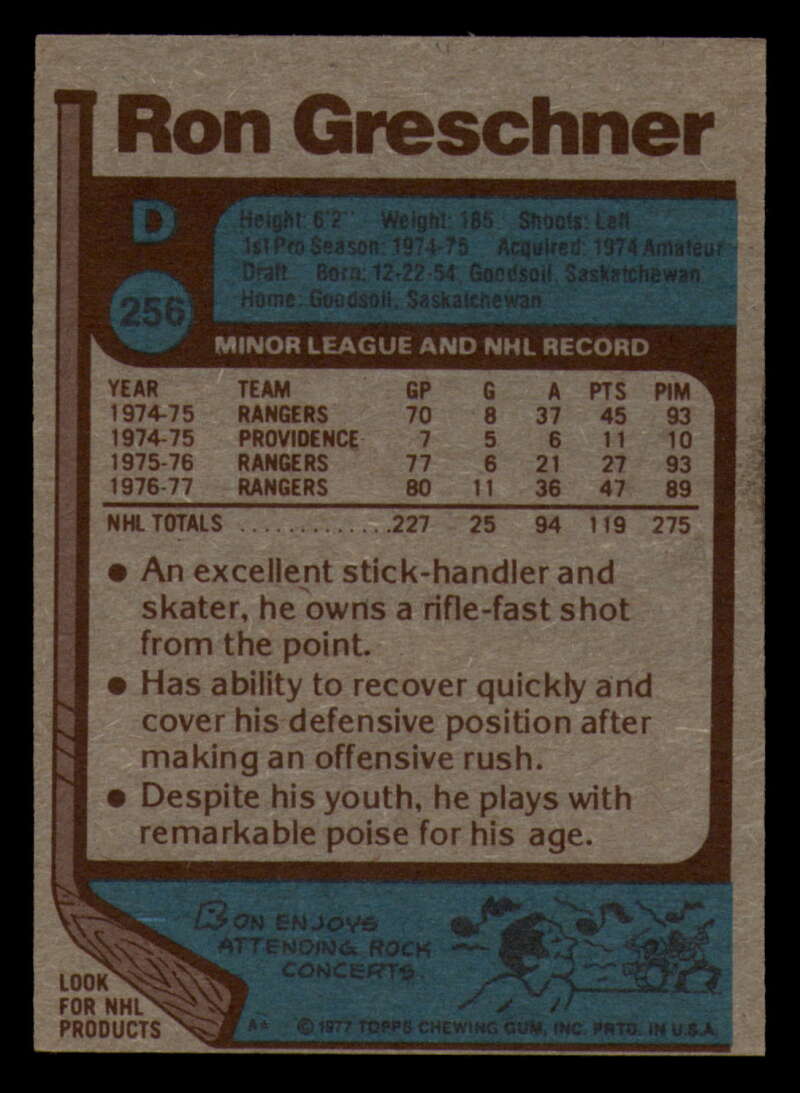 Ron Greschner
D
256
Height: 6'2" Weight: 185 Shoots: Left
1st Pro Season: 1974-75 Acquired: 1974 Amateur
Draft Born: 12-22-54 Goodsoil, Saskatchewan
Home: Goodsoil, Saskatchewan
MINOR LEAGUE AND NHL RECORD
YEAR TEAM GP G A PTS PIM
1974-75 RANGERS 70 8 37 45 93
1974-75 PROVIDENCE 7 5 6 11 10
1975-76 RANGERS 77 6 21 27 93
1976-77 RANGERS 80 11 36 47 89
NHL TOTALS .............227 25 94 119 275
• An excellent stick-handler and
skater, he owns a rifle-fast shot
from the point.
• Has ability to recover quickly and
cover his defensive position after
making an offensive rush.
• Despite his youth, he plays with
remarkable poise for his age.
RON ENJOYS
ATTENDING ROCK
CONCERTS.
LOOK
FOR NHL
PRODUCTS
A* © 1977 TOPPS CHEWING GUM, INC. PRTD. IN U.S.A.